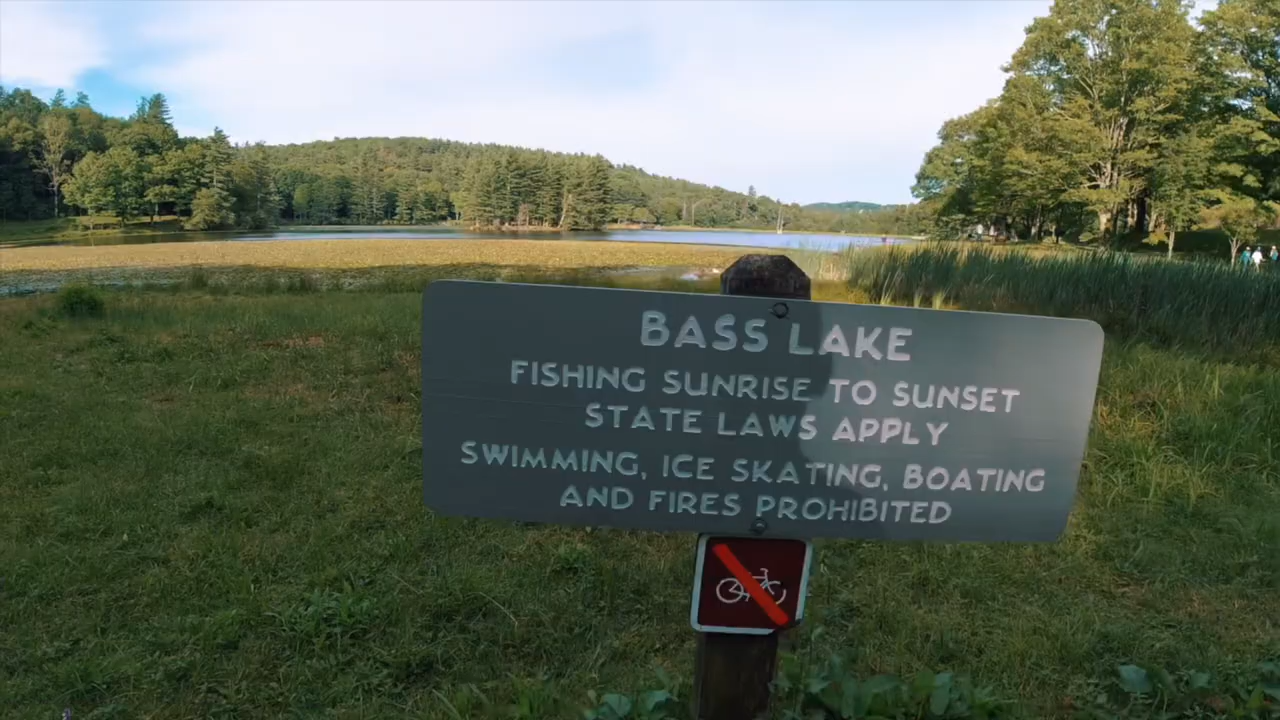 BASS LAKE
FISHING SUNRISE TO SUNSET
STATE LAWS APPLY
SWIMMING, ICE SKATING, BOATING
AND FIRES PROHIBITED